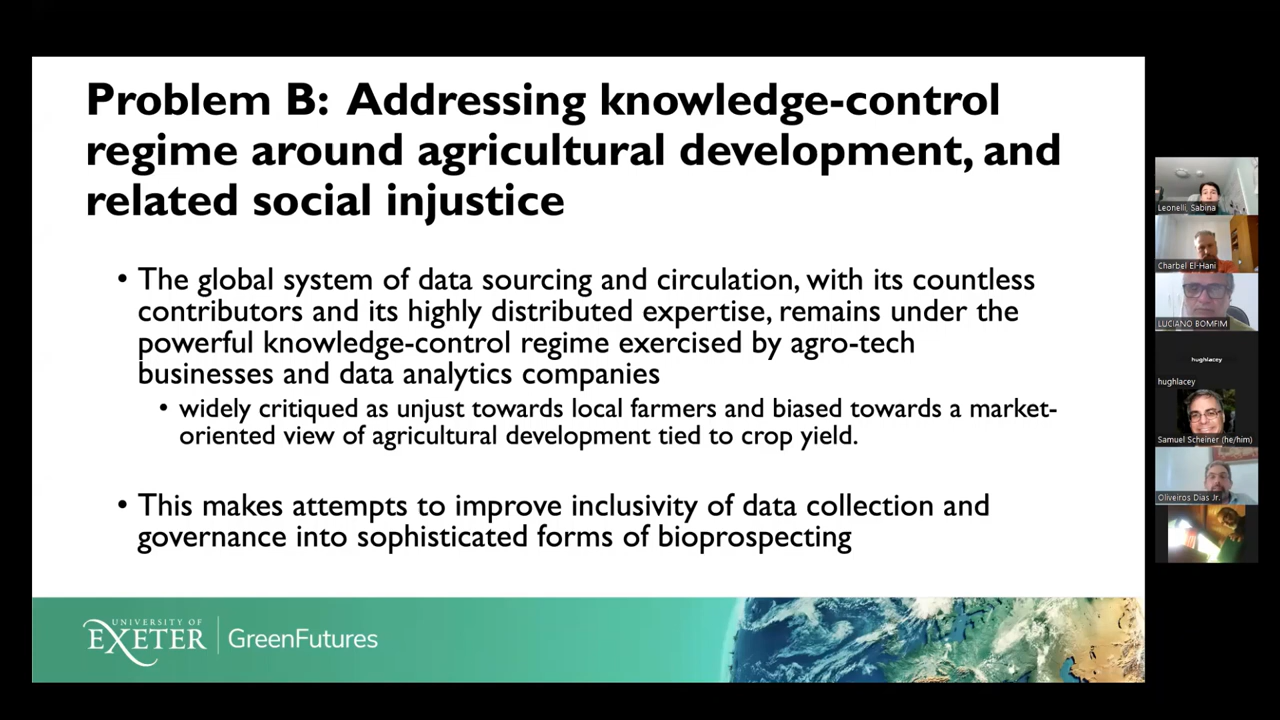 Problem B: Addressing knowledge-control
regime around agricultural development, and
related social injustice
• The global system of data sourcing and circulation, with its countless
contributors and its highly distributed expertise, remains under the
powerful knowledge-control regime exercised by agro-tech
businesses and data analytics companies
• widely critiqued as unjust towards local farmers and biased towards a market-
oriented view of agricultural development tied to crop yield.
• This makes attempts to improve inclusivity of data collection and
governance into sophisticated forms of bioprospecting
UNIVERSITY OF
EXETER
GreenFutures
Leonelli, Sabina
Charbel El-Hani
LUCIANO BOMFIM
hughlacey
hughlacey
Samuel Scheiner (he/him)
Oliveiros Dias Jr.